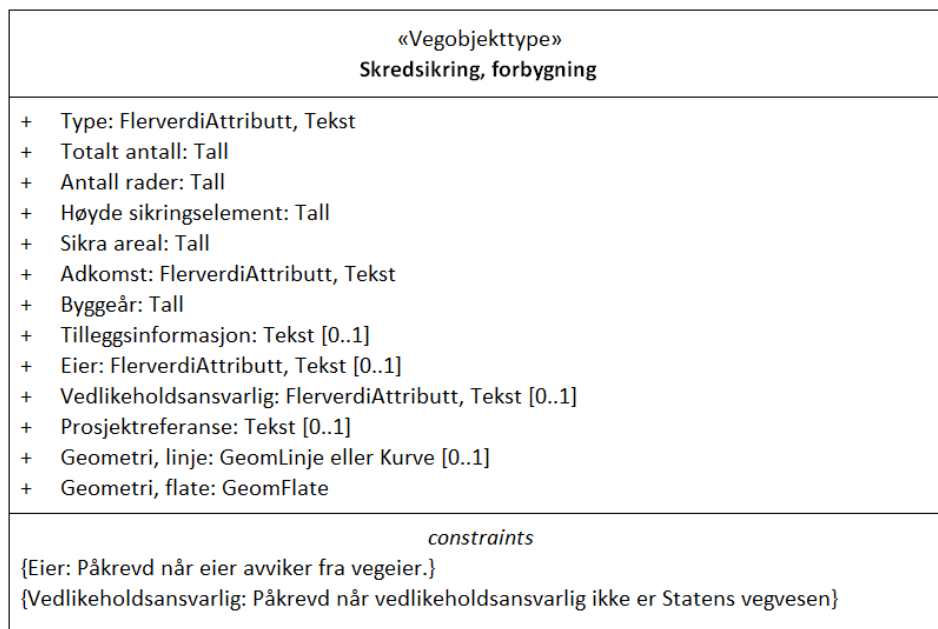 «Vegobjekttype»
Skredsikring, forbygning
+ Type: FlerverdiAttributt, Tekst
+ Totalt antall: Tall
+ Antall rader: Tall
+ Høyde sikringselement: Tall
+ Sikra areal: Tall
+ Adkomst: FlerverdiAttributt, Tekst
+ Byggeår: Tall
+ Tilleggsinformasjon: Tekst [0..1]
+ Eier: FlerverdiAttributt, Tekst [0..1]
+ Vedlikeholdsansvarlig: FlerverdiAttributt, Tekst [0..1]
+ Prosjektreferanse: Tekst [0..1]
+ Geometri, linje: GeomLinje eller Kurve [0..1]
+ Geometri, flate: GeomFlate
constraints
{Eier: Påkrevd når eier avviker fra vegeier.}
{Vedlikeholdsansvarlig: Påkrevd når vedlikeholdsansvarlig ikke er Statens vegvesen}